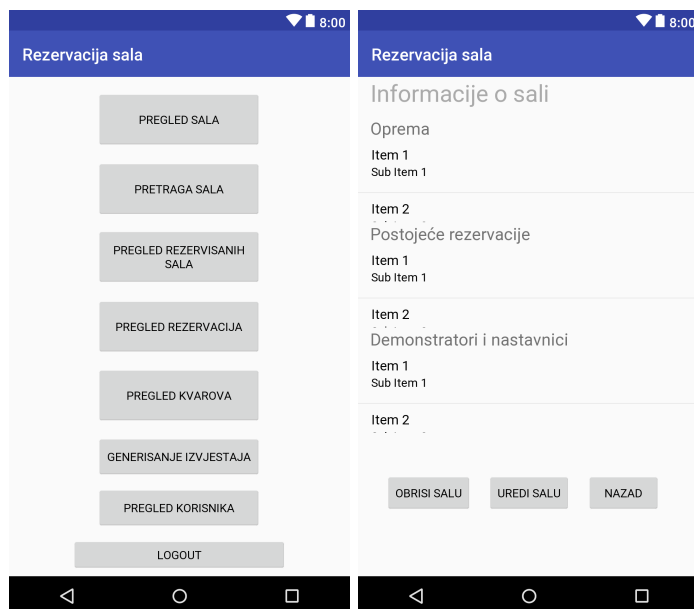 8:00
Rezervacija sala
PREGLED SALA
PRETRAGA SALA
PREGLED REZERVISANIH
SALA
PREGLED REZERVACIJA
PREGLED KVAROVA
GENERISANJE IZVJESTAJA
PREGLED KORISNIKA
LOGOUT
8:00
Rezervacija sala
Informacije o sali
Oprema
Item 1
Sub Item 1
Item 2
Postojeće rezervacije
Item 1
Sub Item 1
Item 2
Demonstratori i nastavnici
Item 1
Sub Item 1
Item 2
OBRISI SALU
UREDI SALU
NAZAD